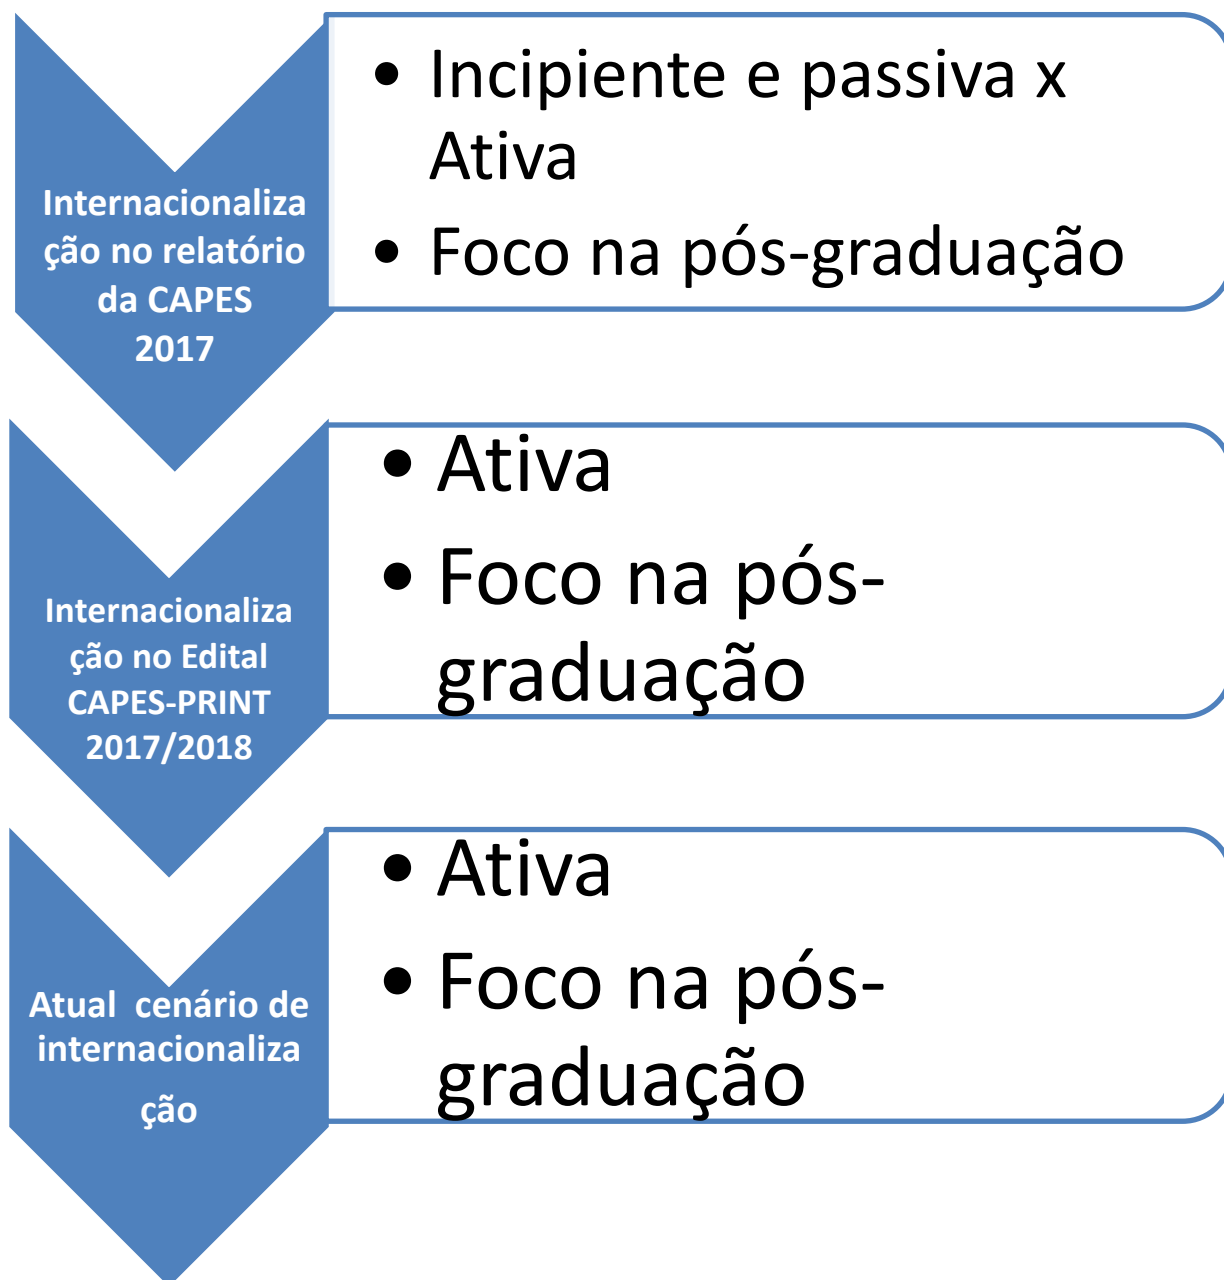 Internacionaliza
ção no relatório
da CAPES
2017
• Incipiente e passiva x
Ativa
• Foco na pós-graduação
Internacionaliza
ção no Edital
CAPES-PRINT
2017/2018
• Ativa
• Foco na pós-
graduação
Atual cenário de
internacionaliza
ção
• Ativa
• Foco na pós-
graduação